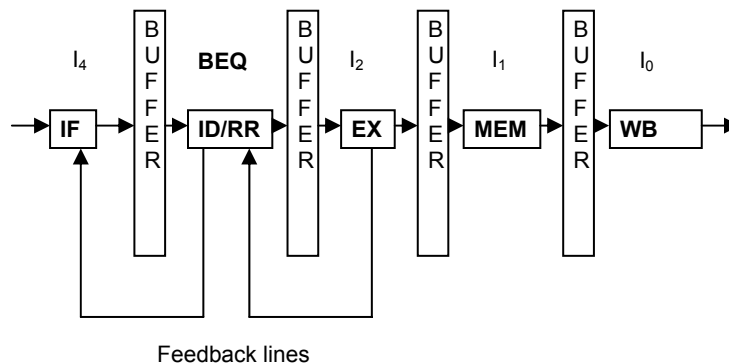 I₄ BEQ I₂ I₁ I₀
BUFFER
BUFFER
BUFFER
BUFFER
IF ID/RR EX MEM WB
Feedback lines